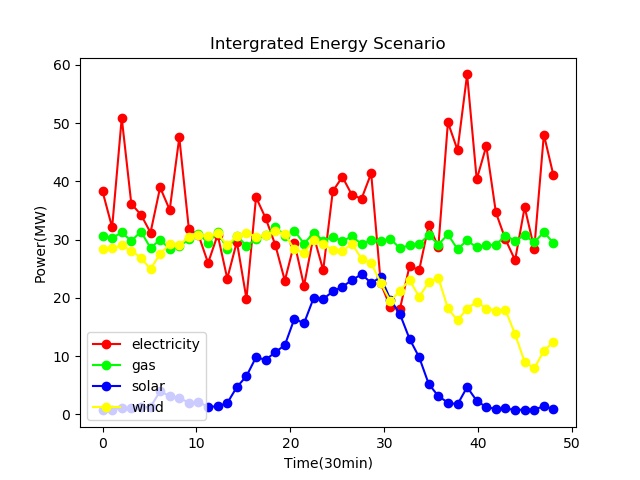 Intergrated Energy Scenario
Power(MW)
60
50
40
30
20
10
0
electricity
gas
solar
wind
0 10 20 30 40 50
Time(30min)